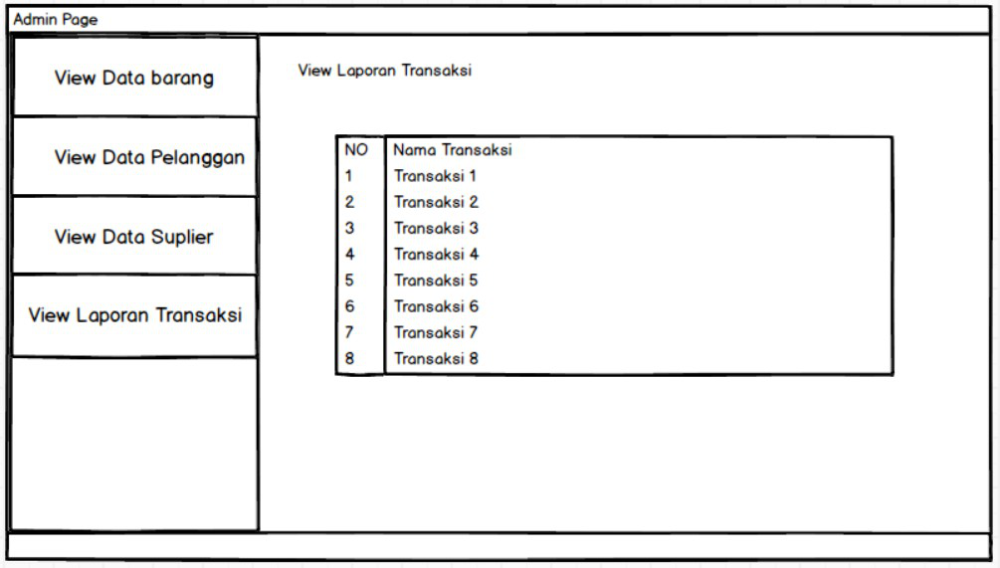 Admin Page
View Data barang
View Data Pelanggan
View Data Suplier
View Laporan Transaksi
View Laporan Transaksi
NO Nama Transaksi
1 Transaksi 1
2 Transaksi 2
3 Transaksi 3
4 Transaksi 4
5 Transaksi 5
6 Transaksi 6
7 Transaksi 7
8 Transaksi 8